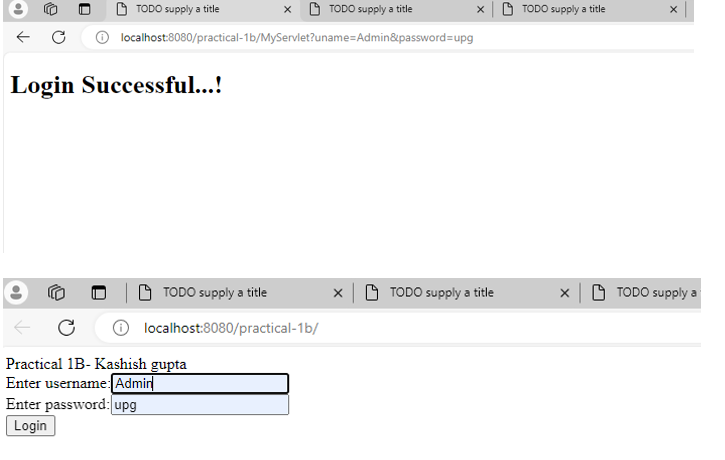 TODO supply a title
TODO supply a title
TODO supply a title
localhost:8080/practical-1b/MyServlet?uname=Admin&password=upg
Login Successful...!
TODO supply a title
TODO supply a title
TODO supply a
localhost:8080/practical-1b/
Practical 1B- Kashish gupta
Enter username: Admin
Enter password: upg
Login